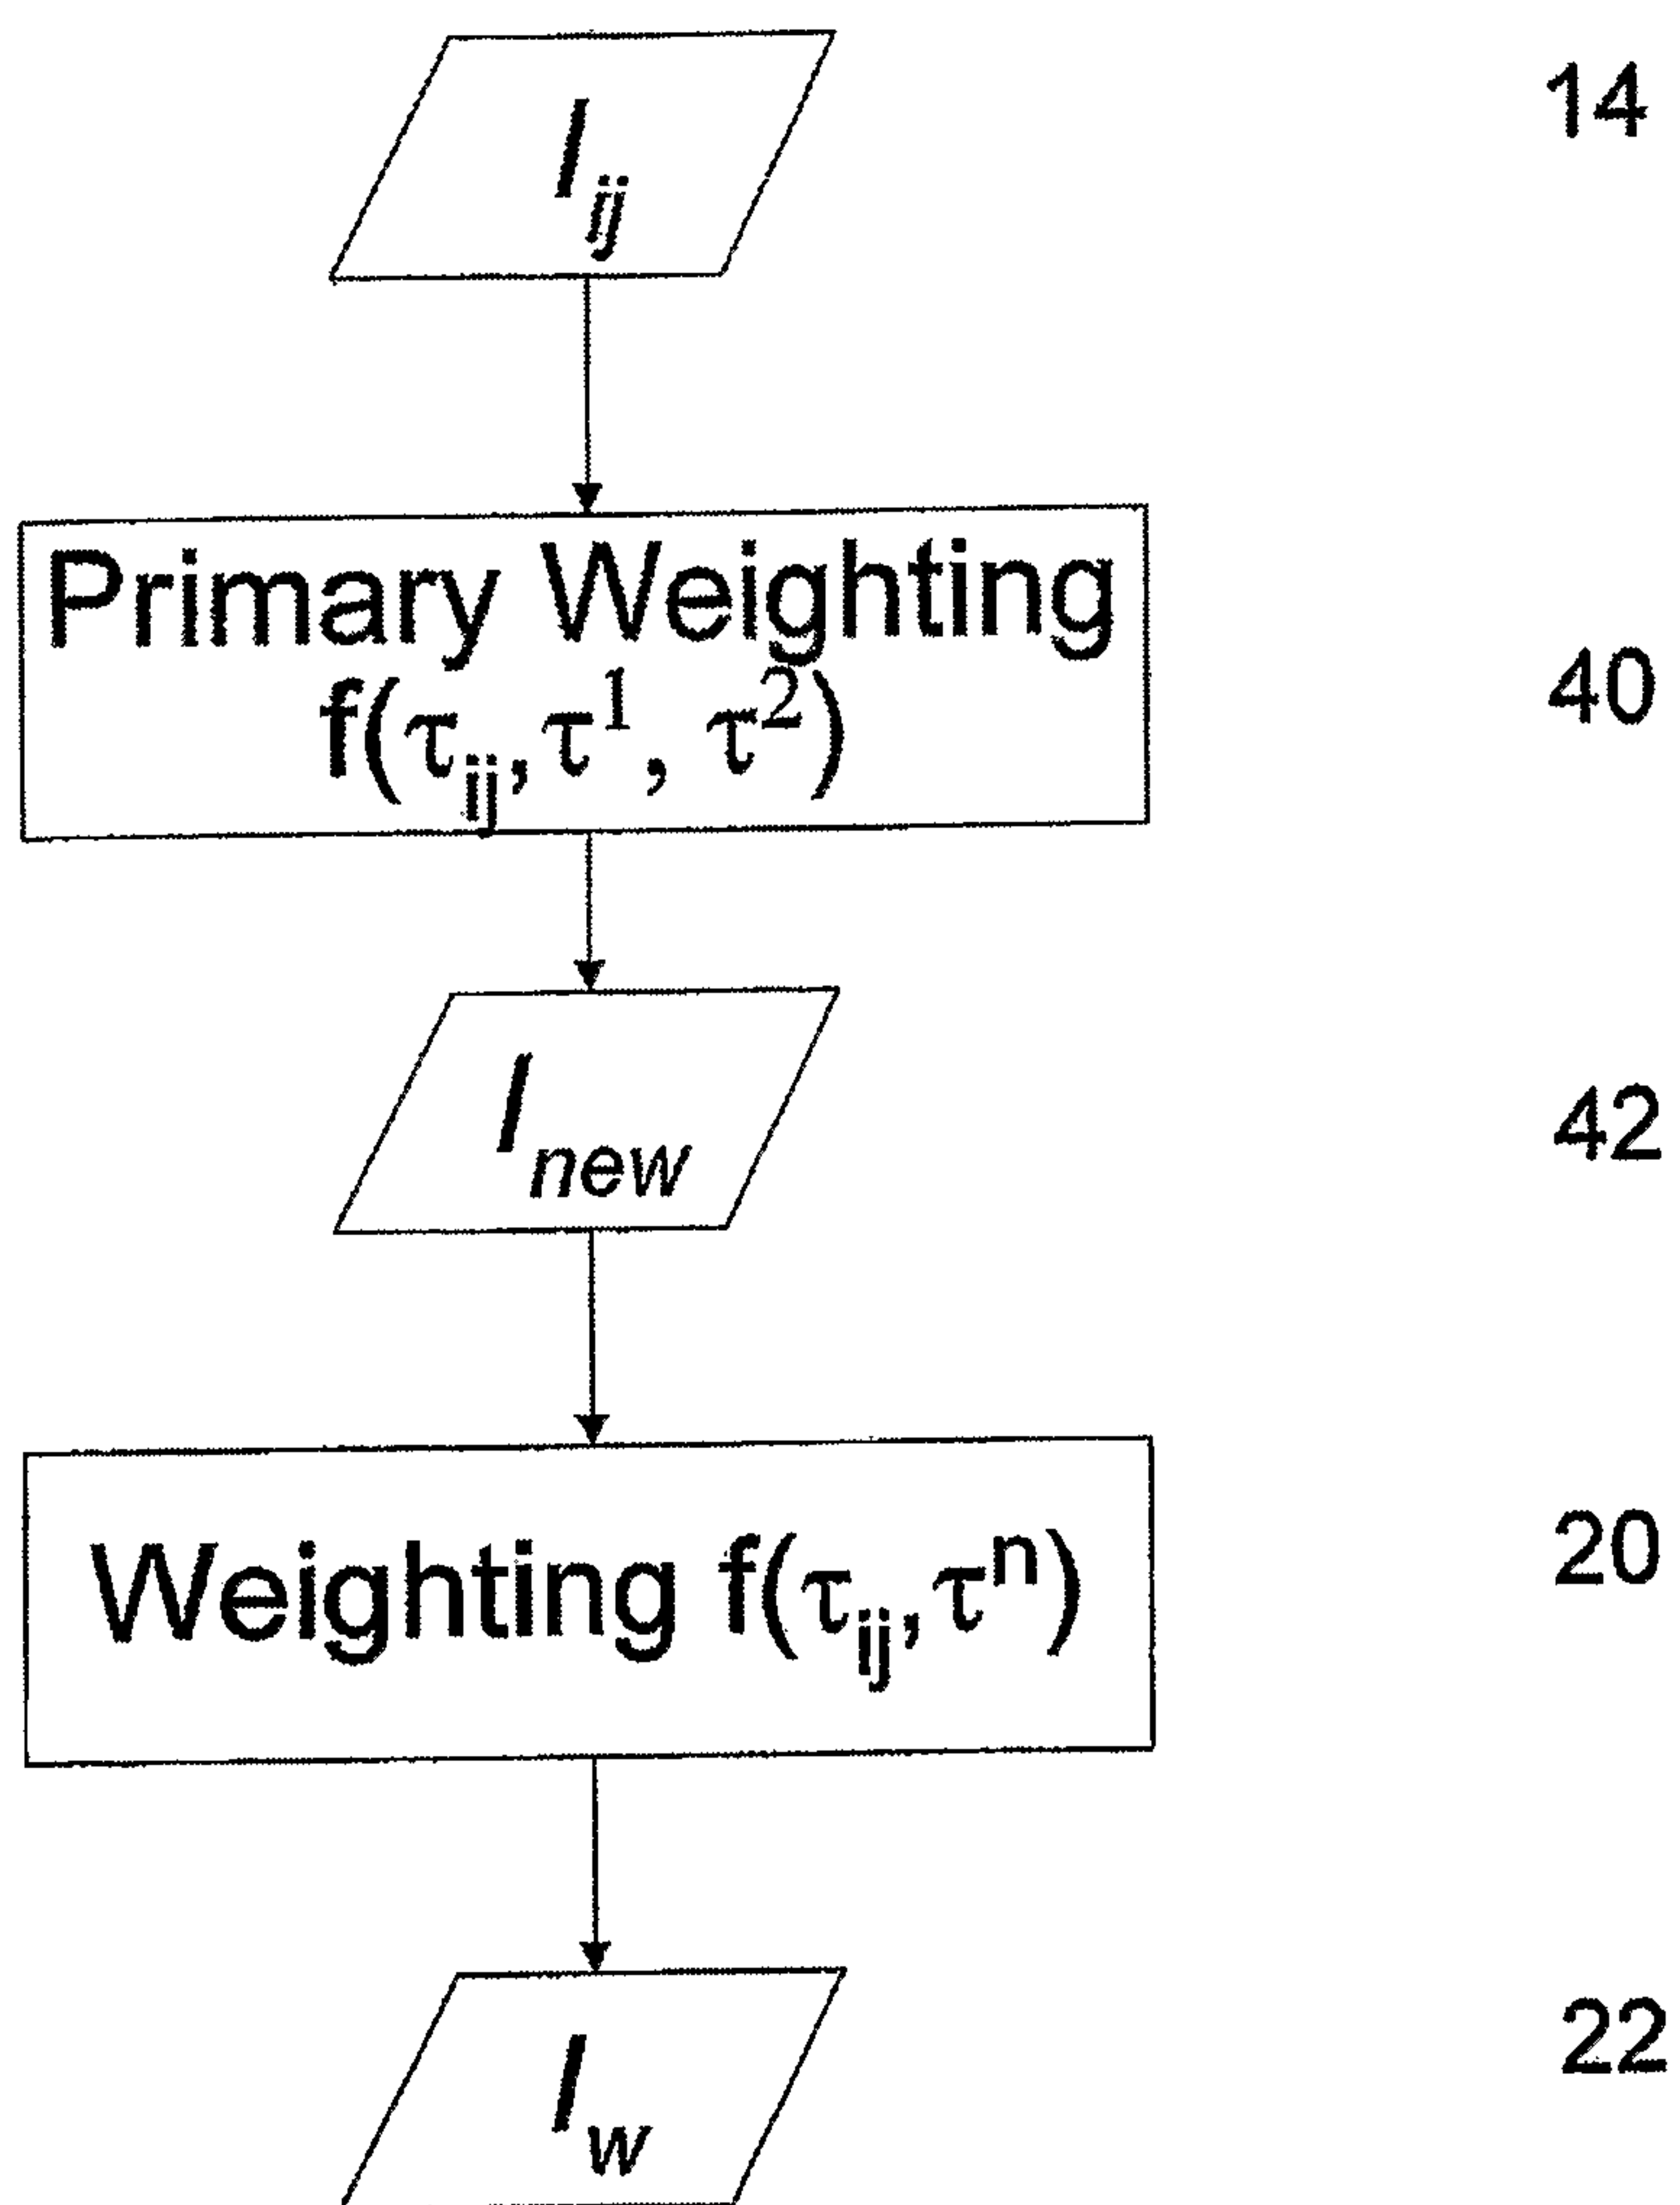 I_ij 14
Primary Weighting
f(τ_ij, τ^1, τ^2) 40
I_new 42
Weighting f(τ_ij, τ^n) 20
I_w 22